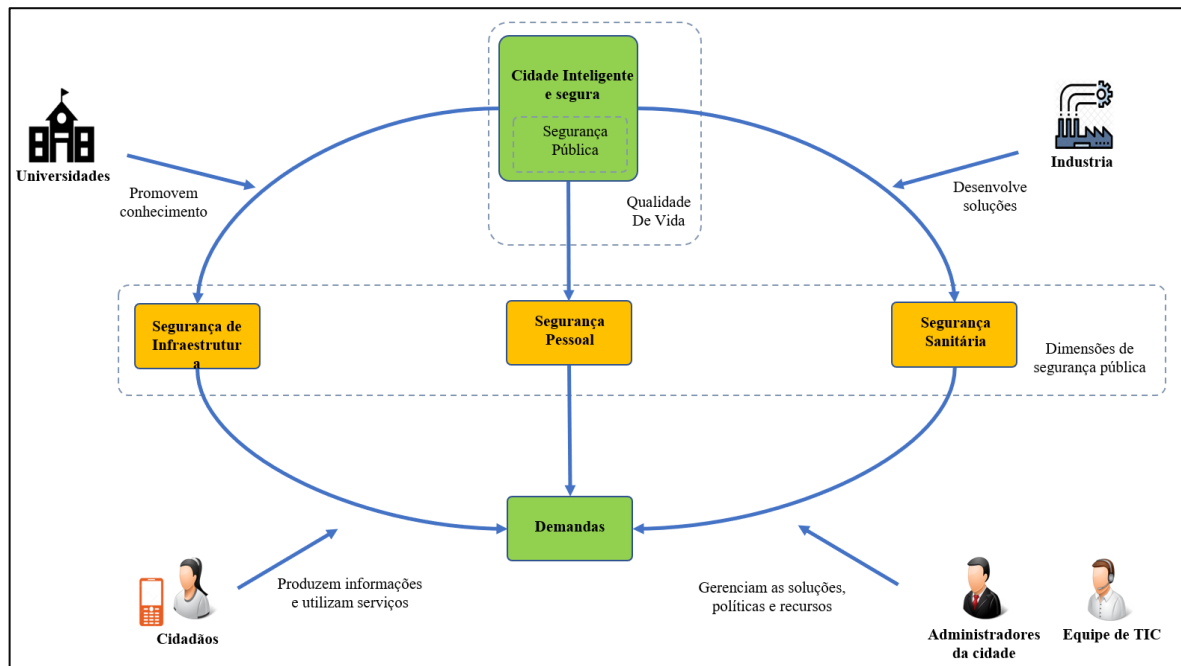 Cidade Inteligente
e segura
Segurança
Pública
Qualidade
De Vida
Universidades
Promovem
conhecimento
Industria
Desenvolve
soluções
Segurança de
Infraestrutur
a
Segurança
Pessoal
Segurança
Sanitária
Dimensões de
segurança pública
Demandas
Produzem informações
e utilizam serviços
Cidadãos
Gerenciam as soluções,
políticas e recursos
Administradores
da cidade
Equipe de TIC